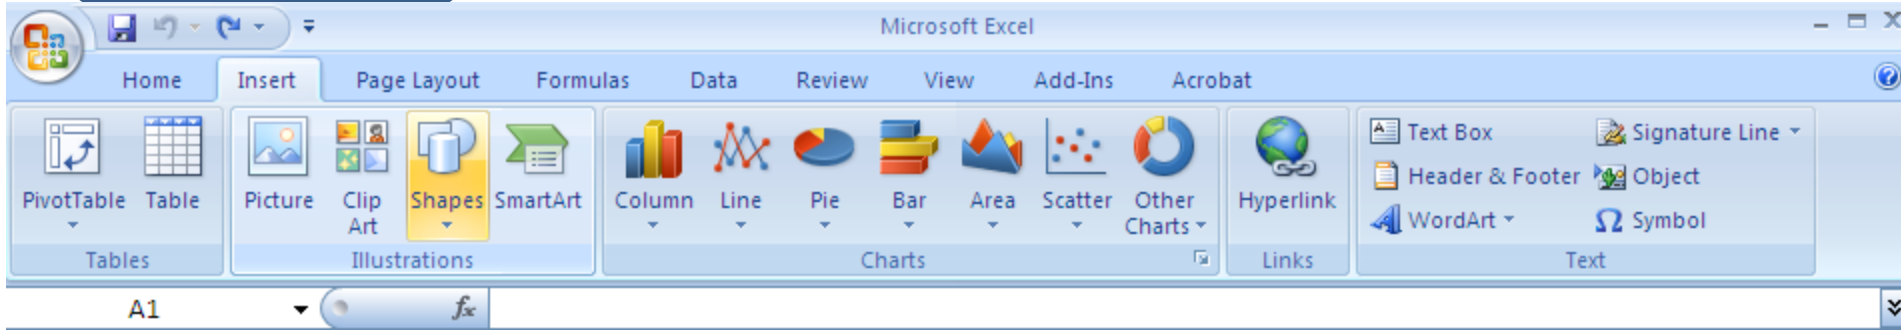 Microsoft Excel
Home Insert Page Layout Formulas Data Review View Add-Ins Acrobat
PivotTable Table Picture Clip Art Shapes SmartArt Column Line Pie Bar Area Scatter Other Charts Hyperlink
Text Box Signature Line
Header & Footer Object
WordArt Symbol
Tables Illustrations Charts Links Text
A1 fx